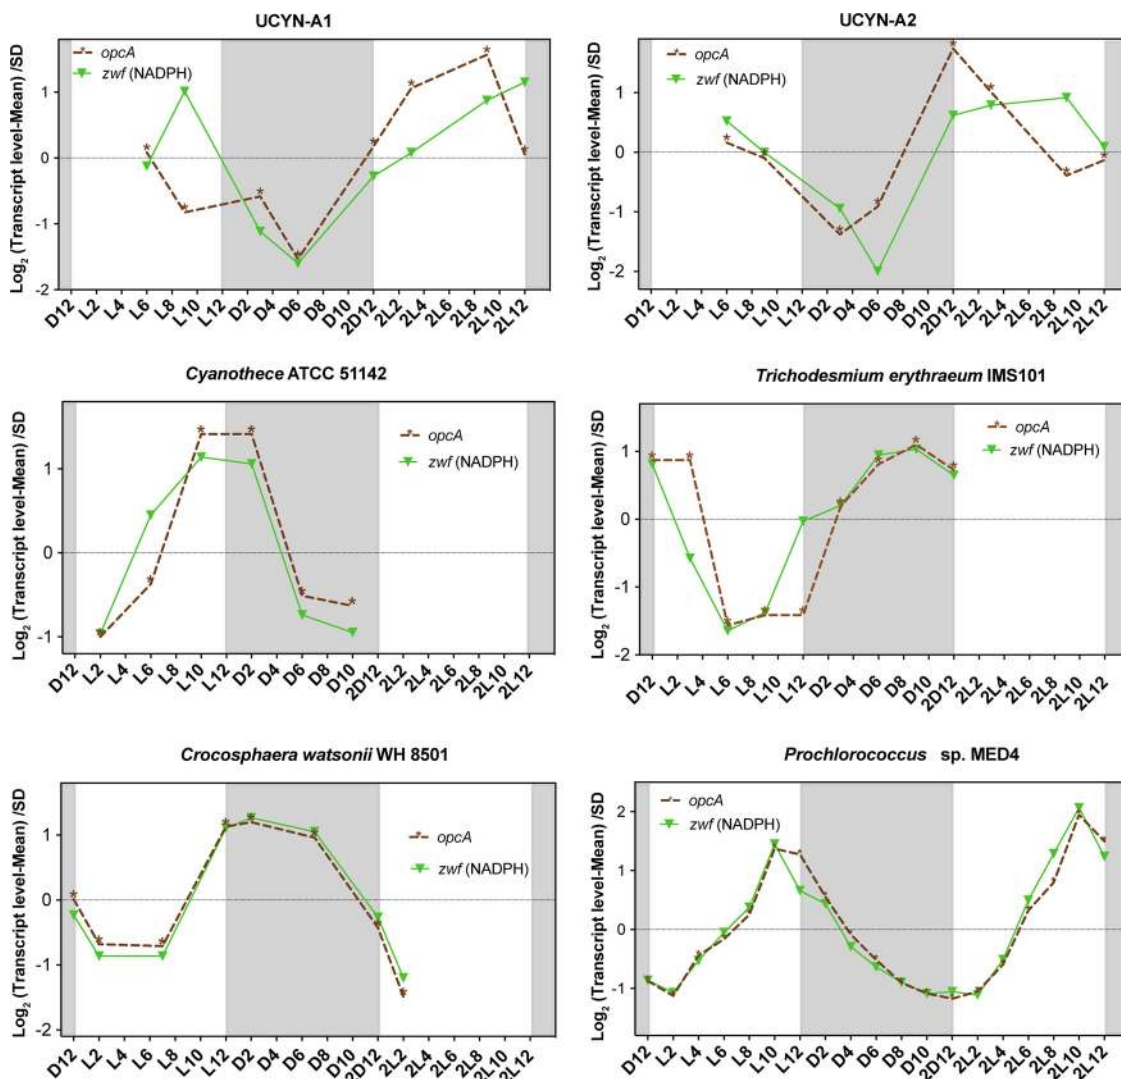 UCYN-A1
Log2 (Transcript level-Mean) /SD
opcA
zwf (NADPH)
1
0
-1
-2
D12 L2 L4 L6 L8 L10 L12 D2 D4 D6 D8 D10 2D12 2L2 2L4 2L6 2L8 2L10 2L12
UCYN-A2
Log2 (Transcript level-Mean) /SD
opcA
zwf (NADPH)
1
0
-1
-2
D12 L2 L4 L6 L8 L10 L12 D2 D4 D6 D8 D10 2D12 2L2 2L4 2L6 2L8 2L10 2L12
Cyanothece ATCC 51142
Log2 (Transcript level-Mean) /SD
opcA
zwf (NADPH)
1
0
-1
D12 L2 L4 L6 L8 L10 L12 D2 D4 D6 D8 D10 2D12 2L2 2L4 2L6 2L8 2L10 2L12
Trichodesmium erythraeum IMS101
Log2 (Transcript level-Mean) /SD
opcA
zwf (NADPH)
1
0
-1
-2
D12 L2 L4 L6 L8 L10 L12 D2 D4 D6 D8 D10 2D12 2L2 2L4 2L6 2L8 2L10 2L12
Crocosphaera watsonii WH 8501
Log2 (Transcript level-Mean) /SD
opcA
zwf (NADPH)
1
0
-1
-2
D12 L2 L4 L6 L8 L10 L12 D2 D4 D6 D8 D10 2D12 2L2 2L4 2L6 2L8 2L10 2L12
Prochlorococcus sp. MED4
Log2 (Transcript level-Mean) /SD
opcA
zwf (NADPH)
2
1
0
-1
D12 L2 L4 L6 L8 L10 L12 D2 D4 D6 D8 D10 2D12 2L2 2L4 2L6 2L8 2L10 2L12